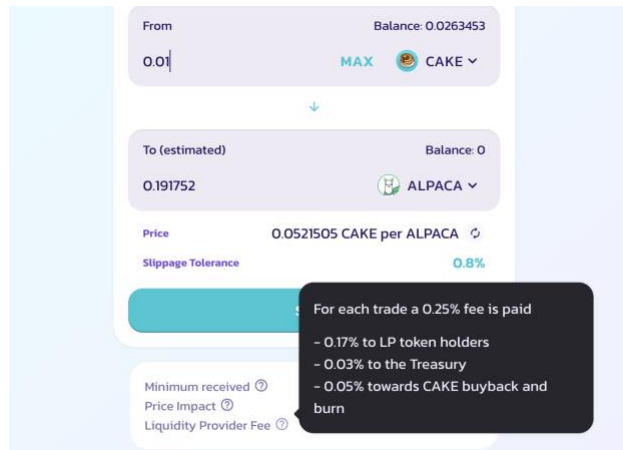 From Balance: 0.0263453
0.01 MAX CAKE
To (estimated) Balance: 0
0.191752 ALPACA
Price 0.0521505 CAKE per ALPACA
Slippage Tolerance 0.8%
For each trade a 0.25% fee is paid
- 0.17% to LP token holders
- 0.03% to the Treasury
- 0.05% towards CAKE buyback and
burn
Minimum received
Price Impact
Liquidity Provider Fee